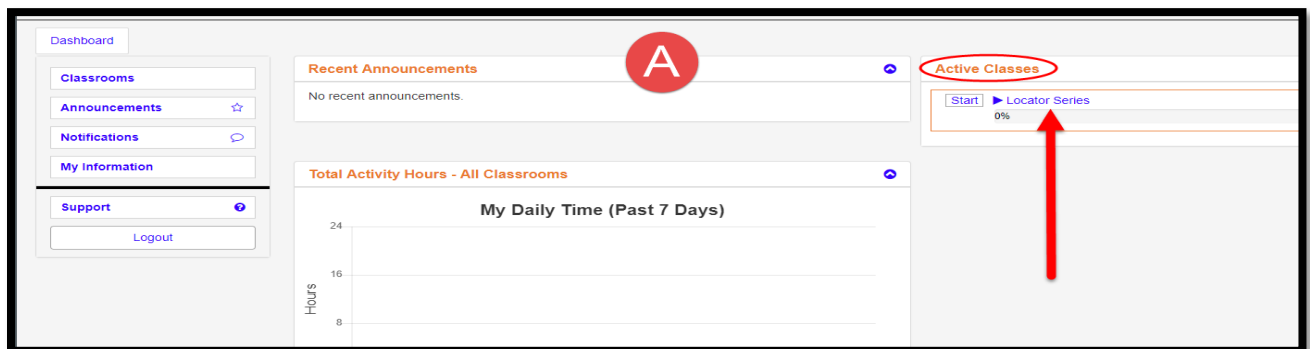 Dashboard
Classrooms
Announcements
Notifications
My Information
Support
Logout
A
Recent Announcements
No recent announcements.
Total Activity Hours - All Classrooms
My Daily Time (Past 7 Days)
24
16
8
Hours
Active Classes
Start Locator Series
0%